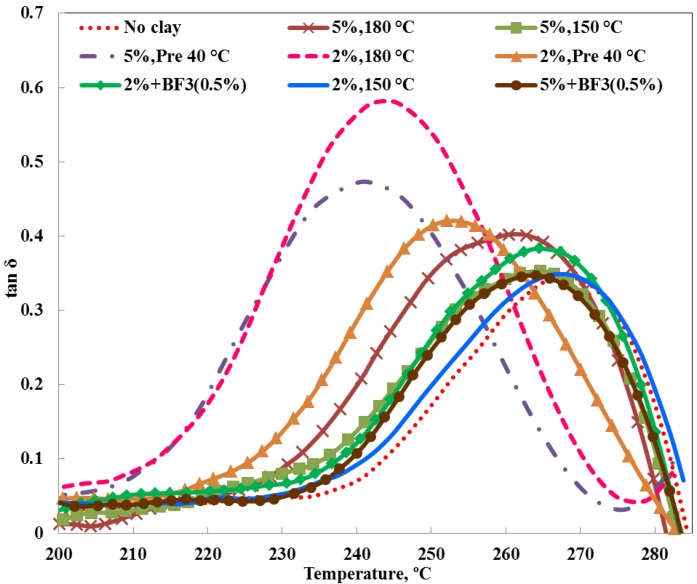 No clay 5%,180 °C 5%,150 °C
5%,Pre 40 °C 2%,180 °C 2%,Pre 40 °C
2%+BF3(0.5%) 2%,150 °C 5%+BF3(0.5%)
0.7
0.6
0.5
0.4
0.3
0.2
0.1
0
tan δ
200 210 220 230 240 250 260 270 280
Temperature, ºC